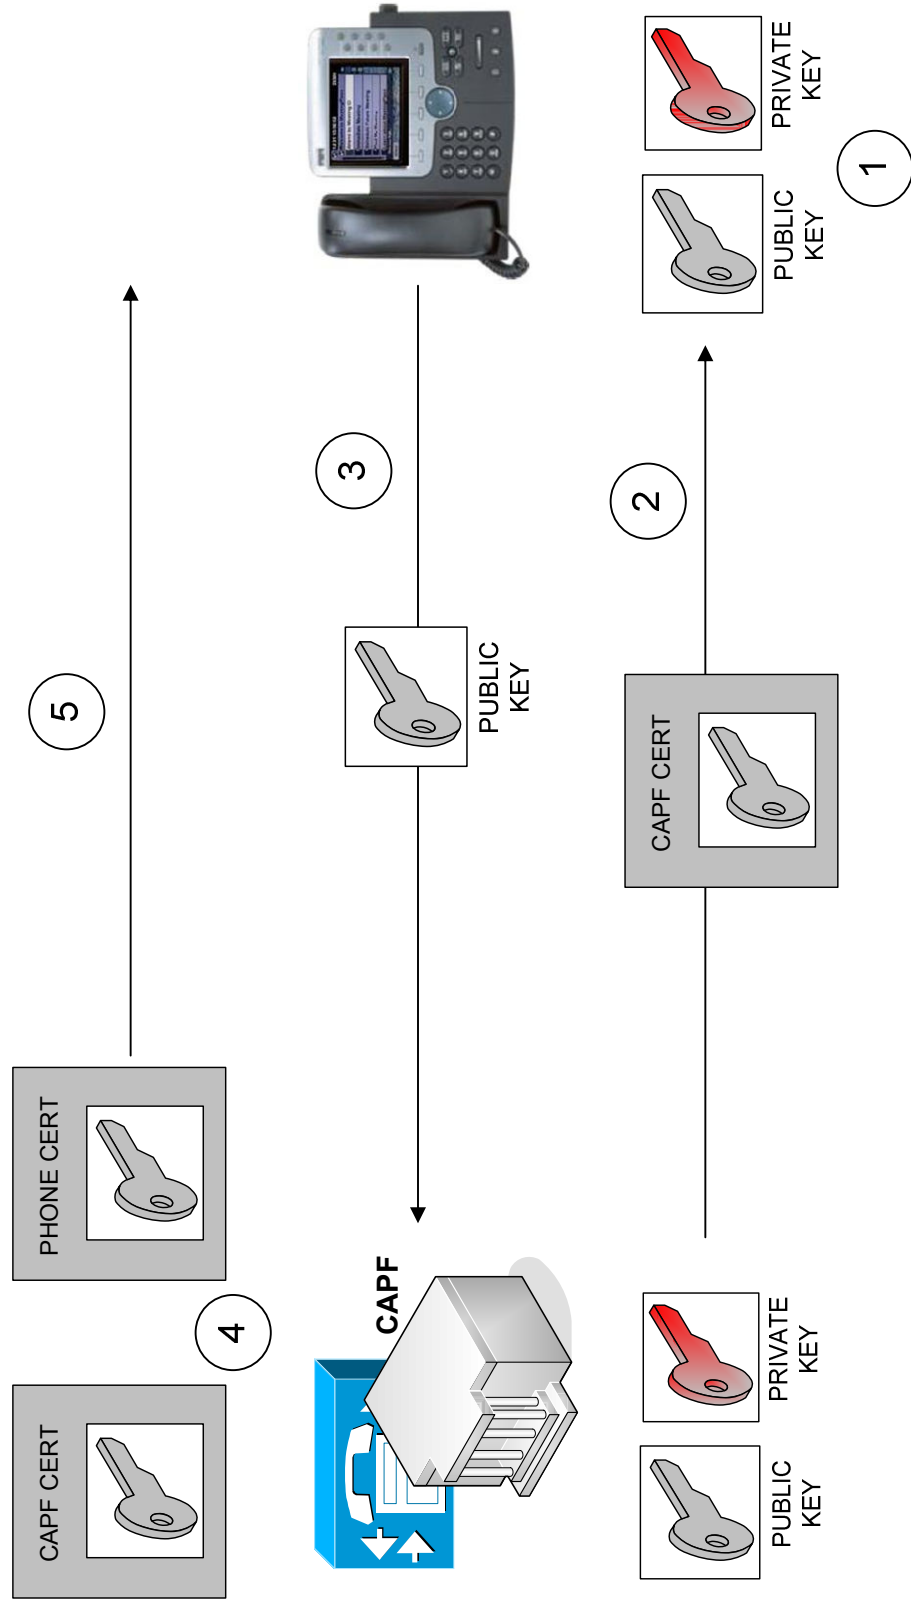 CAPF CERT
PHONE CERT
4
5
CAPF
3
PUBLIC
KEY
2
CAPF CERT
PUBLIC
KEY
PRIVATE
KEY
PUBLIC
KEY
PRIVATE
KEY
1